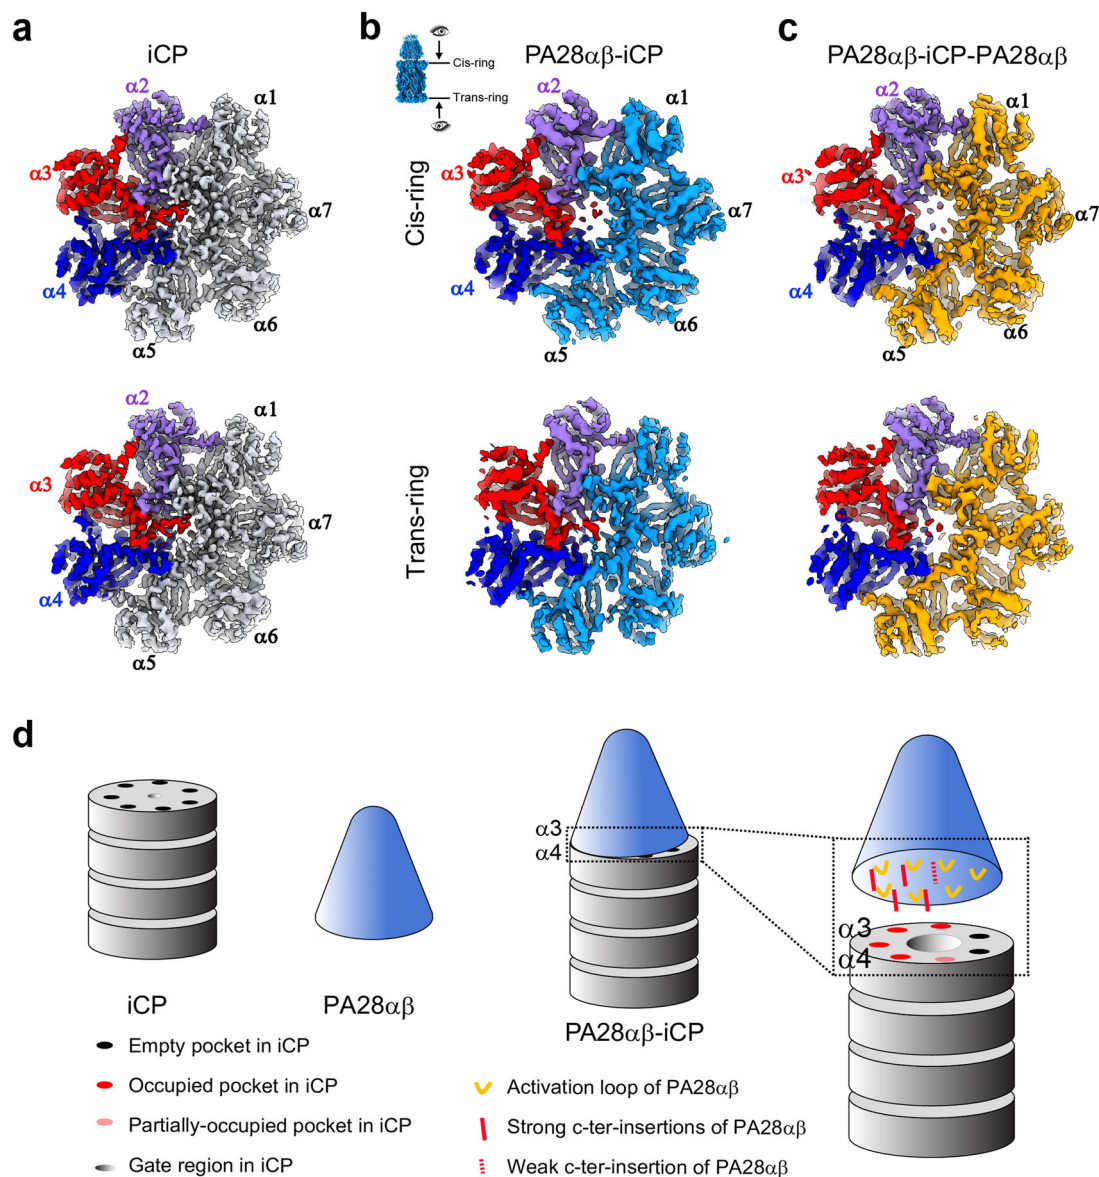 a
iCP
α2
α1
α3
α7
α4
α6
α5
α2
α1
α3
α7
α4
α6
α5
b
PA28αβ-iCP
Cis-ring
Trans-ring
Cis-ring
α2
α1
α3
α7
α4
α6
α5
Trans-ring
c
PA28αβ-iCP-PA28αβ
α2
α1
α3
α7
α4
α6
α5
d
iCP
PA28αβ
α3
α4
PA28αβ-iCP
α3
α4
Empty pocket in iCP
Occupied pocket in iCP
Partially-occupied pocket in iCP
Gate region in iCP
Activation loop of PA28αβ
Strong c-ter-insertions of PA28αβ
Weak c-ter-insertion of PA28αβ